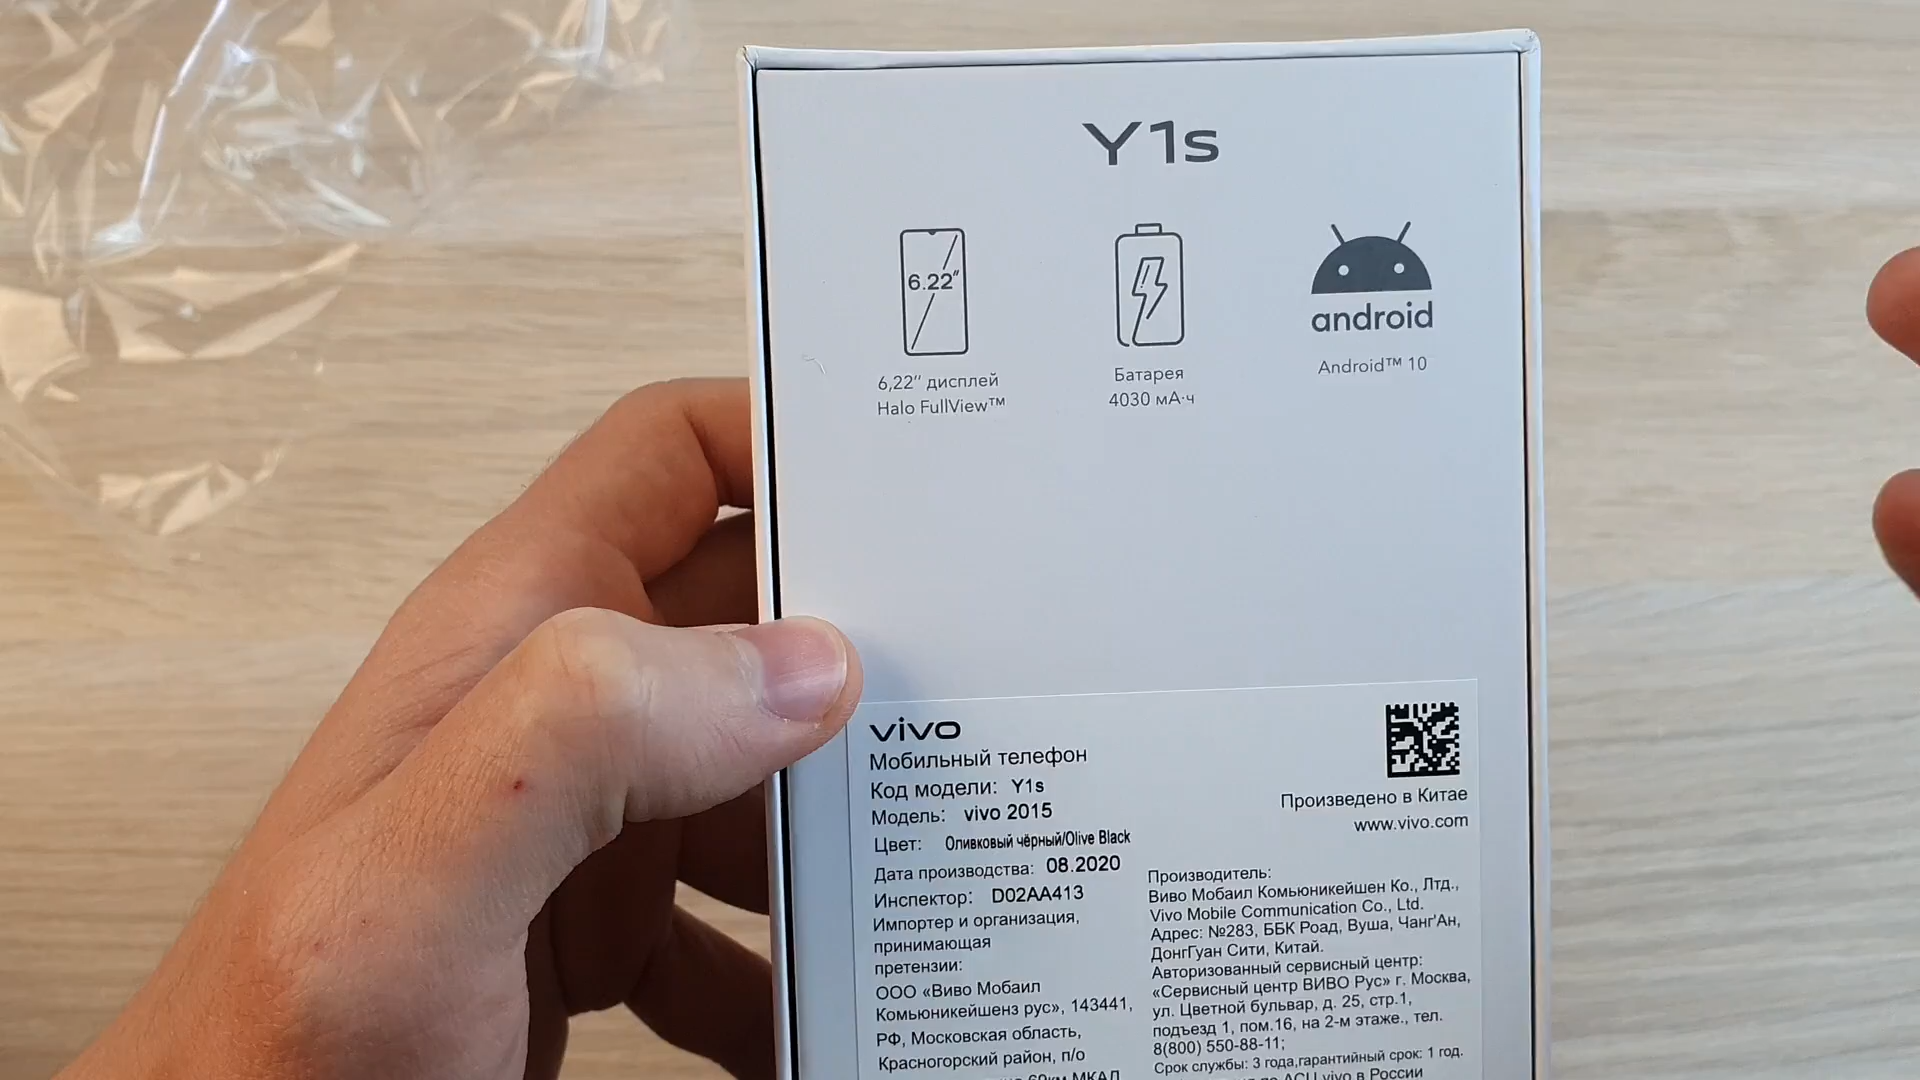 Y1s
6.22"
6,22" дисплей
Halo FullView™
Батарея
4030 мА·ч
android
Android™ 10
vivo
Мобильный телефон
Код модели: Y1s
Модель: vivo 2015
Цвет: Оливковый чёрный/Olive Black
Дата производства: 08.2020
Инспектор: D02AA413
Импортер и организация,
принимающая
претензии:
ООО «Виво Мобаил
Комьюникейшенз рус», 143441,
РФ, Московская область,
Красногорский район, п/о
МКАД
Произведено в Китае
www.vivo.com
Производитель:
Виво Мобаил Комьюникейшен Ко., Лтд.,
Vivo Mobile Communication Co., Ltd.
Адрес: №283, ББК Роад, Вуша, Чанг'Ан,
ДонгГуан Сити, Китай.
Авторизованный сервисный центр:
«Сервисный центр ВИВО Рус» г. Москва,
ул. Цветной бульвар, д. 25, стр.1,
подъезд 1, пом.16, на 2-м этаже., тел.
8(800) 550-88-11;
Срок службы: 3 года,гарантийный срок: 1 год.
по АСЦ vivo в России